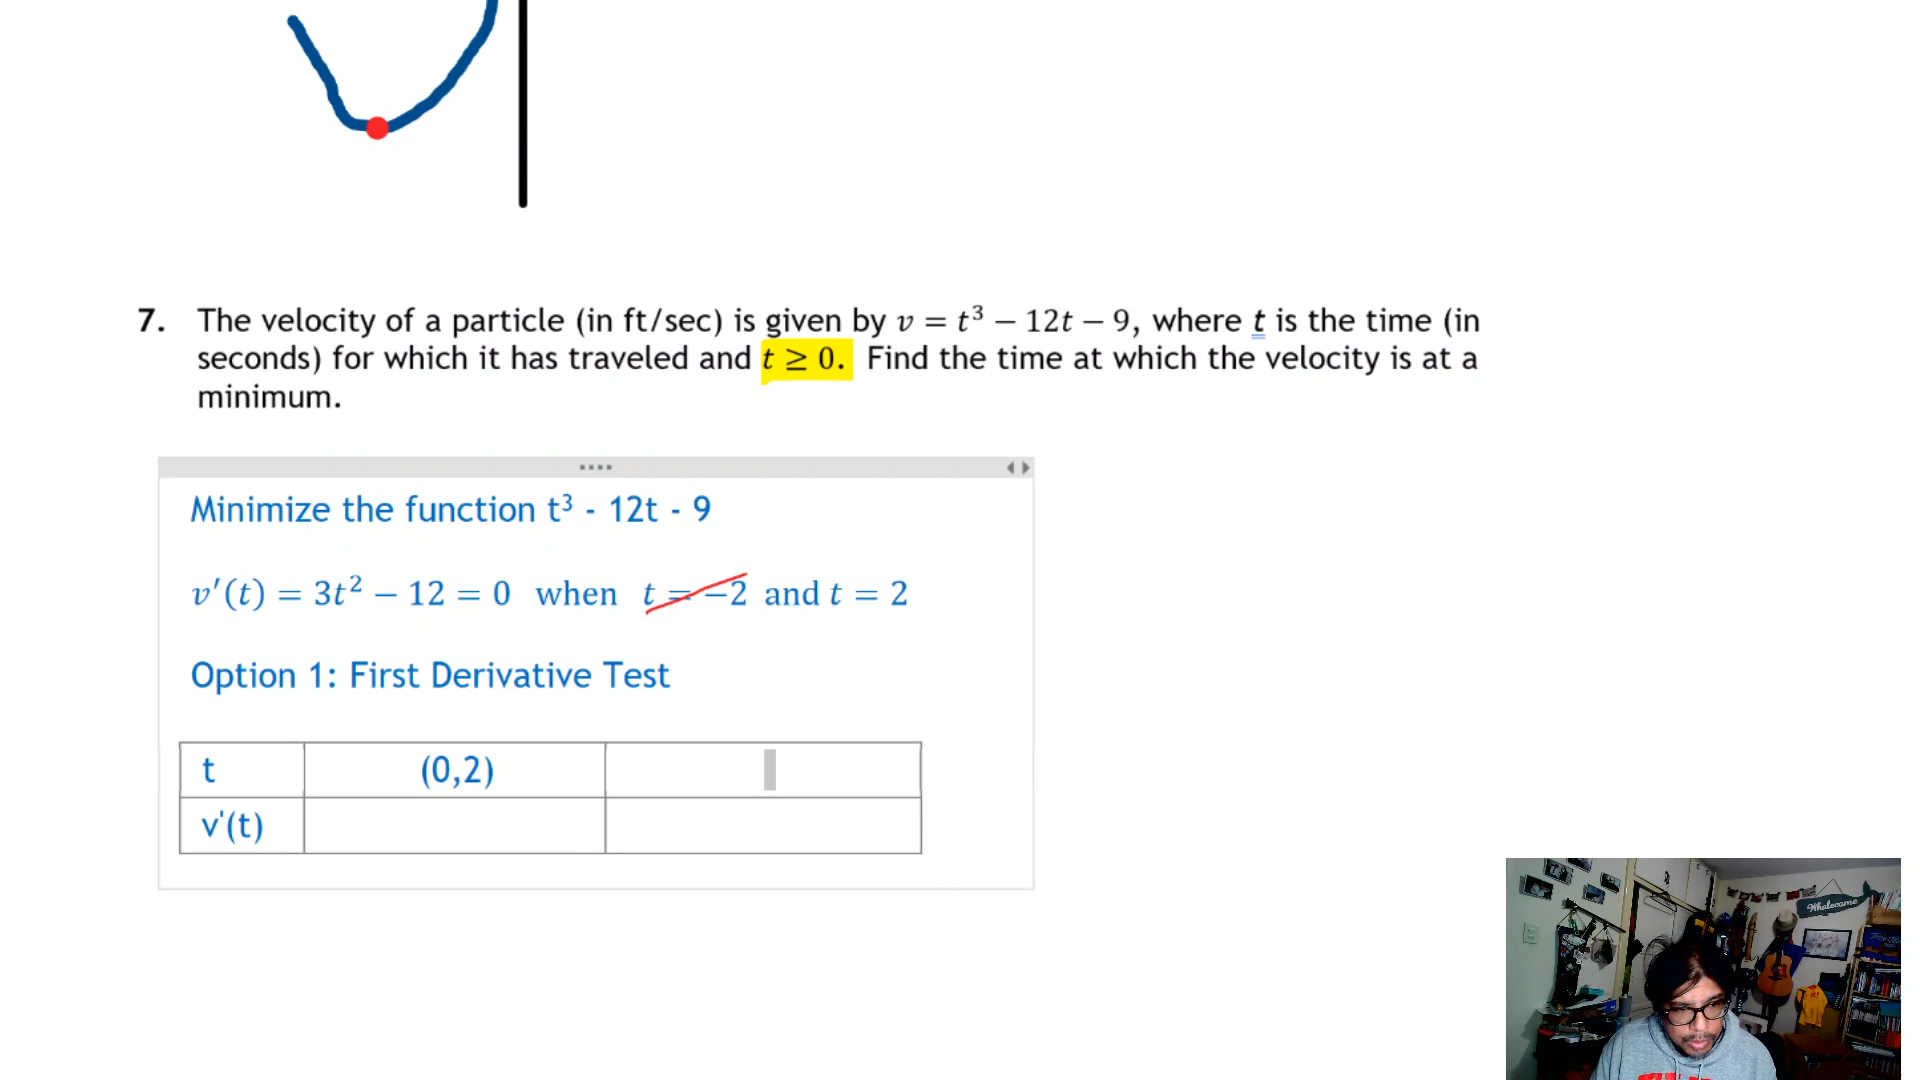 7. The velocity of a particle (in ft/sec) is given by v = t³ − 12t − 9, where t is the time (in
seconds) for which it has traveled and t ≥ 0. Find the time at which the velocity is at a
minimum.
Minimize the function t³ - 12t - 9
v′(t) = 3t² − 12 = 0 when t = −2 and t = 2
Option 1: First Derivative Test
t (0,2)
v'(t)
Whalecome